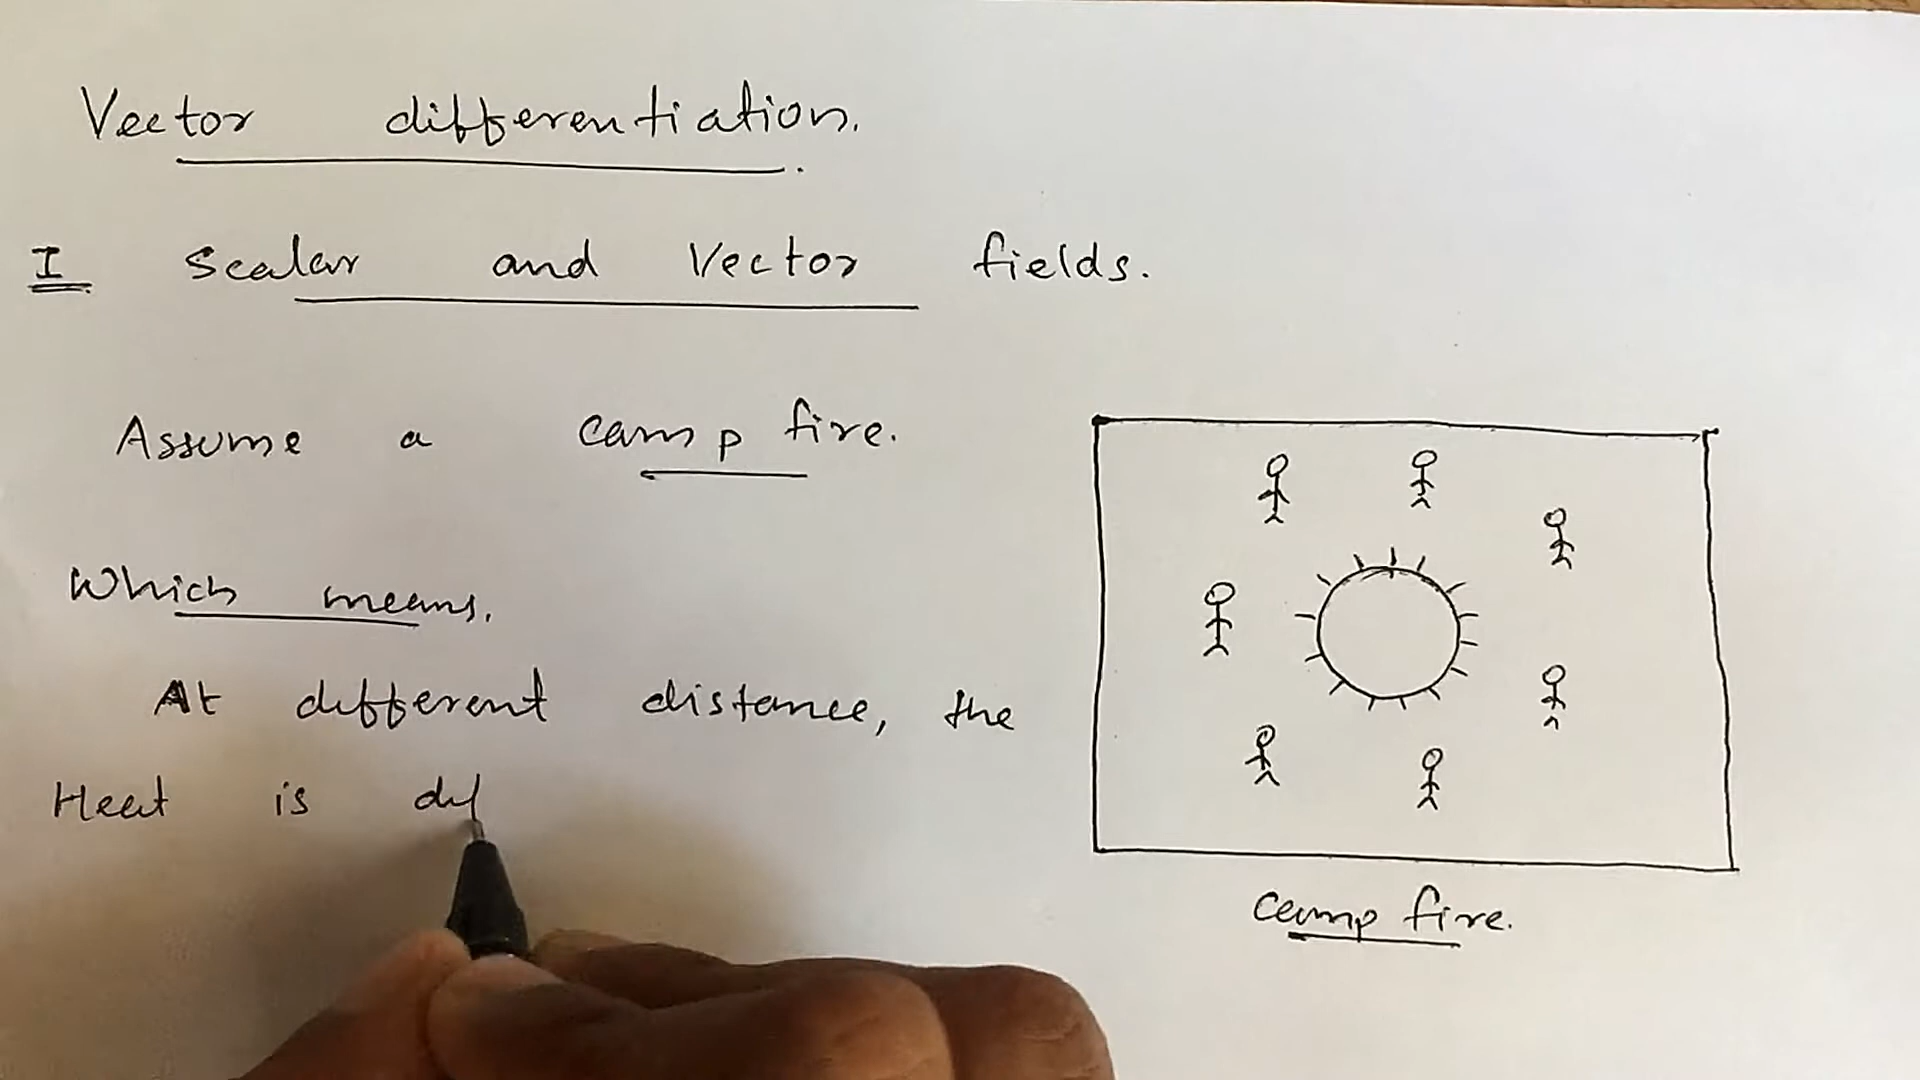 Vector differentiation.
I Scalar and Vector fields.
Assume a camp fire.
Which means,
At different distance, the
Heat is dif
camp fire.